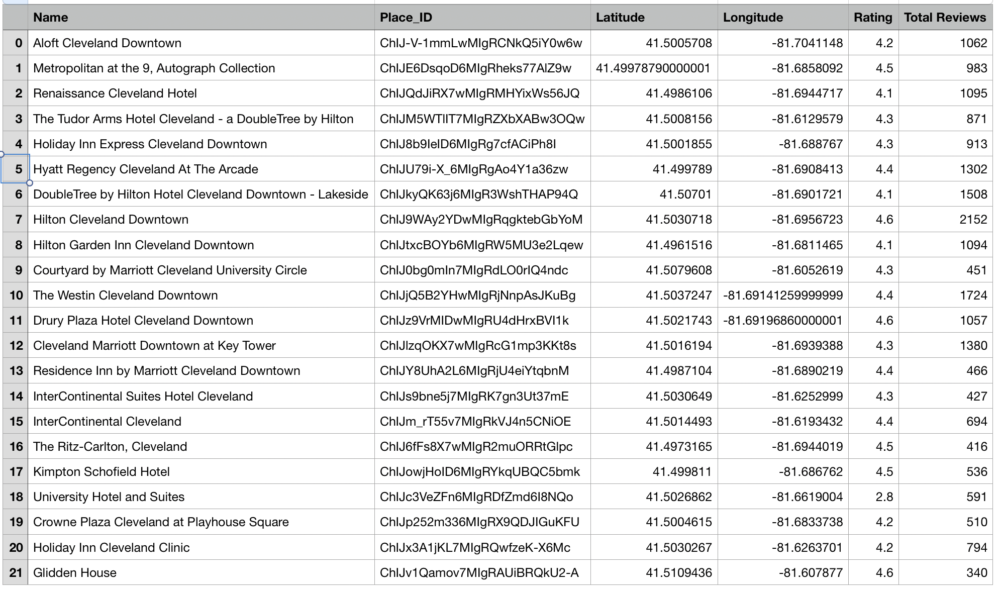 Name Place_ID Latitude Longitude Rating Total Reviews
0 Aloft Cleveland Downtown ChIJ-V-1mmLwMIgRCNkQ5iY0w6w 41.5005708 -81.7041148 4.2 1062
1 Metropolitan at the 9, Autograph Collection ChIJE6DsqoD6MIgRheks77AlZ9w 41.49978790000001 -81.6858092 4.5 983
2 Renaissance Cleveland Hotel ChIJQdJiRX7wMIgRMHYixWs56JQ 41.4986106 -81.6944717 4.1 1095
3 The Tudor Arms Hotel Cleveland - a DoubleTree by Hilton ChIJM5WTlIT7MIgRZXbXABw3OQw 41.5008156 -81.6129579 4.3 871
4 Holiday Inn Express Cleveland Downtown ChIJ8b9IeID6MIgRg7cfACiPh8I 41.5001855 -81.688767 4.3 913
5 Hyatt Regency Cleveland At The Arcade ChIJU79i-X_6MIgRgAo4Y1a36zw 41.499789 -81.6908413 4.4 1302
6 DoubleTree by Hilton Hotel Cleveland Downtown - Lakeside ChIJkyQK63j6MIgR3WshTHAP94Q 41.50701 -81.6901721 4.1 1508
7 Hilton Cleveland Downtown ChIJ9WAy2YDwMIgRqgktebGbYoM 41.5030718 -81.6956723 4.6 2152
8 Hilton Garden Inn Cleveland Downtown ChIJtxcBOYb6MIgRW5MU3e2Lqew 41.4961516 -81.6811465 4.1 1094
9 Courtyard by Marriott Cleveland University Circle ChIJ0bg0mIn7MIgRdLO0rIQ4ndc 41.5079608 -81.6052619 4.3 451
10 The Westin Cleveland Downtown ChIJjQ5B2YHwMIgRjNnpAsJKuBg 41.5037247 -81.69141259999999 4.4 1724
11 Drury Plaza Hotel Cleveland Downtown ChIJz9VrMIDwMIgRU4dHrxBVl1k 41.5021743 -81.69196860000001 4.6 1057
12 Cleveland Marriott Downtown at Key Tower ChIJlzqOKX7wMIgRcG1mp3KKt8s 41.5016194 -81.6939388 4.3 1380
13 Residence Inn by Marriott Cleveland Downtown ChIJY8UhA2L6MIgRjU4eiYtqbnM 41.4987104 -81.6890219 4.4 466
14 InterContinental Suites Hotel Cleveland ChIJs9bne5j7MIgRK7gn3Ut37mE 41.5030649 -81.6252999 4.3 427
15 InterContinental Cleveland ChIJm_rT55v7MIgRkVJ4n5CNiOE 41.5014493 -81.6193432 4.4 694
16 The Ritz-Carlton, Cleveland ChIJ6fFs8X7wMIgR2muORRtGlpc 41.4973165 -81.6944019 4.5 416
17 Kimpton Schofield Hotel ChIJowjHoID6MIgRYkqUBQC5bmk 41.499811 -81.686762 4.5 536
18 University Hotel and Suites ChIJc3VeZFn6MIgRDfZmd6I8NQo 41.5026862 -81.6619004 2.8 591
19 Crowne Plaza Cleveland at Playhouse Square ChIJp252m336MIgRX9QDJIGuKFU 41.5004615 -81.6833738 4.2 510
20 Holiday Inn Cleveland Clinic ChIJx3A1jKL7MIgRQwfzeK-X6Mc 41.5030267 -81.6263701 4.2 794
21 Glidden House ChIJv1Qamov7MIgRAUiBRQkU2-A 41.5109436 -81.607877 4.6 340